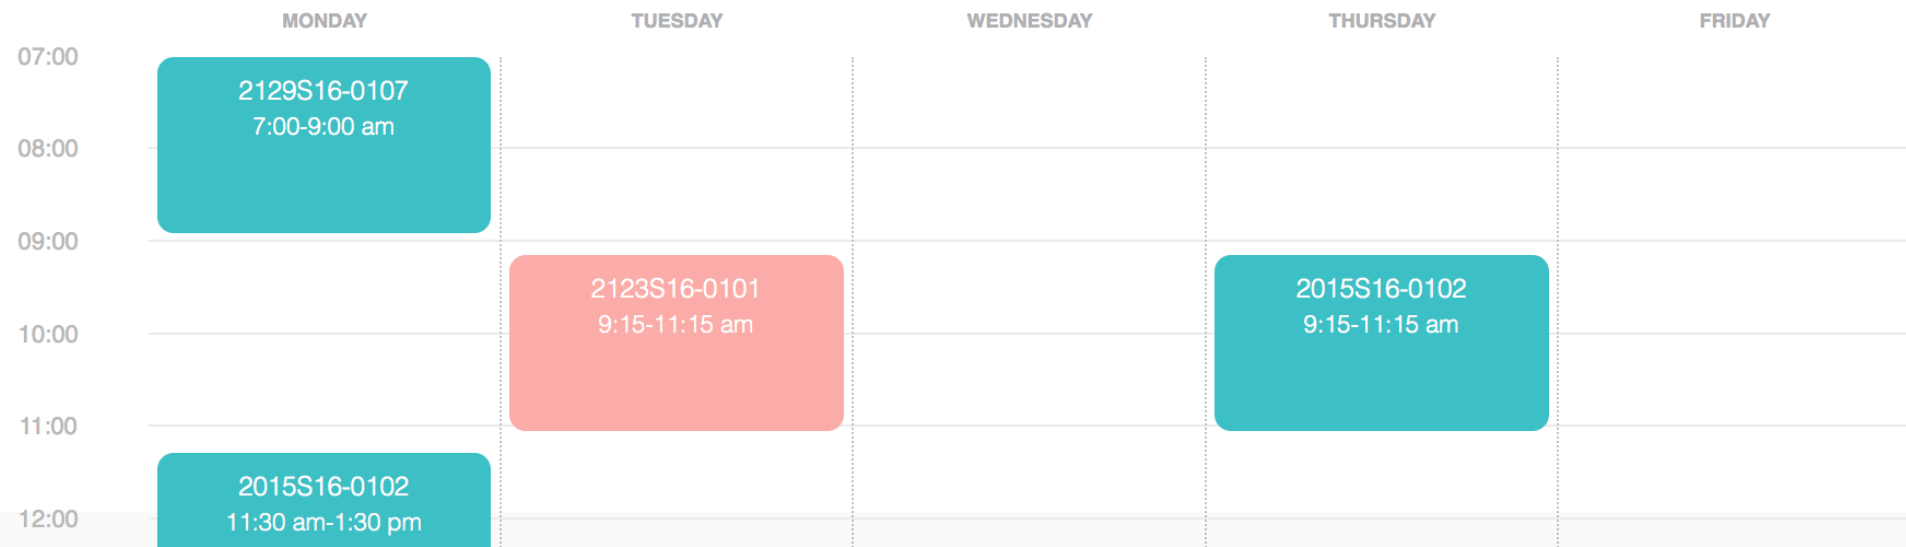 MONDAY TUESDAY WEDNESDAY THURSDAY FRIDAY
07:00
2129S16-0107
7:00-9:00 am
08:00
09:00
2123S16-0101 2015S16-0102
9:15-11:15 am 9:15-11:15 am
10:00
11:00
2015S16-0102
12:00 11:30 am-1:30 pm